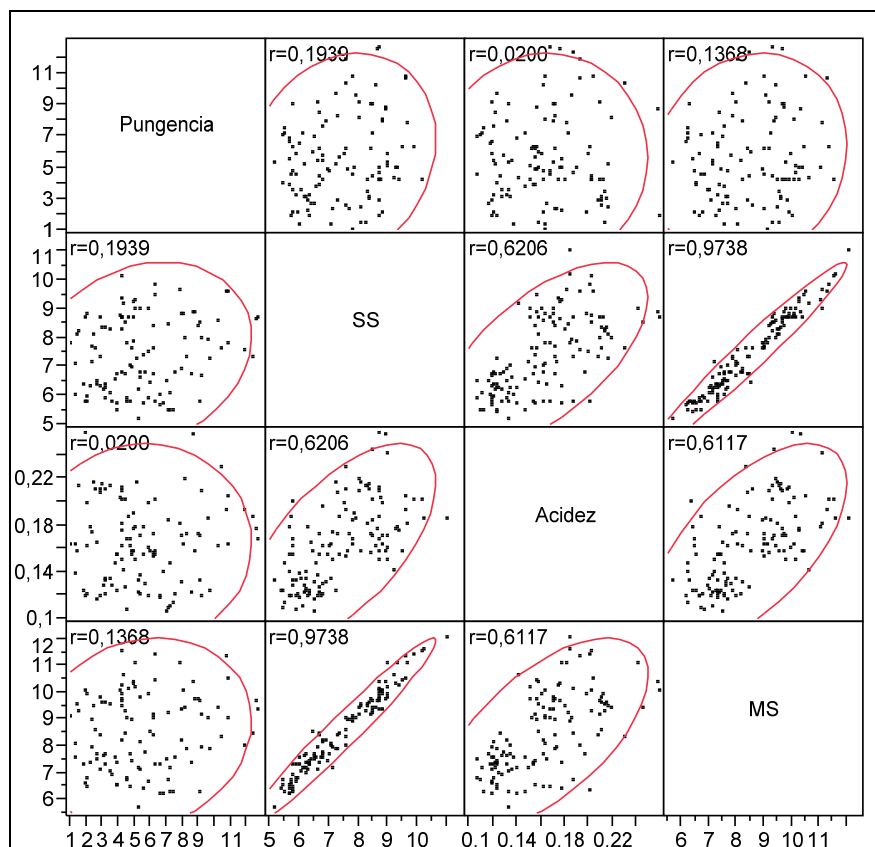 r=0,1939 r=0,0200 r=0,1368
11
9
7
5
3
1
Pungencia
r=0,1939 r=0,6206 r=0,9738
11
10
9
8
7
6
5
SS
r=0,0200 r=0,6206 r=0,6117
0,22
0,18
0,14
0,1
Acidez
r=0,1368 r=0,9738 r=0,6117
12
11
10
9
8
7
6
MS
1 2 3 4 5 6 7 8 9 11 5 6 7 8 9 10 0,1 0,14 0,18 0,22 6 7 8 9 10 11